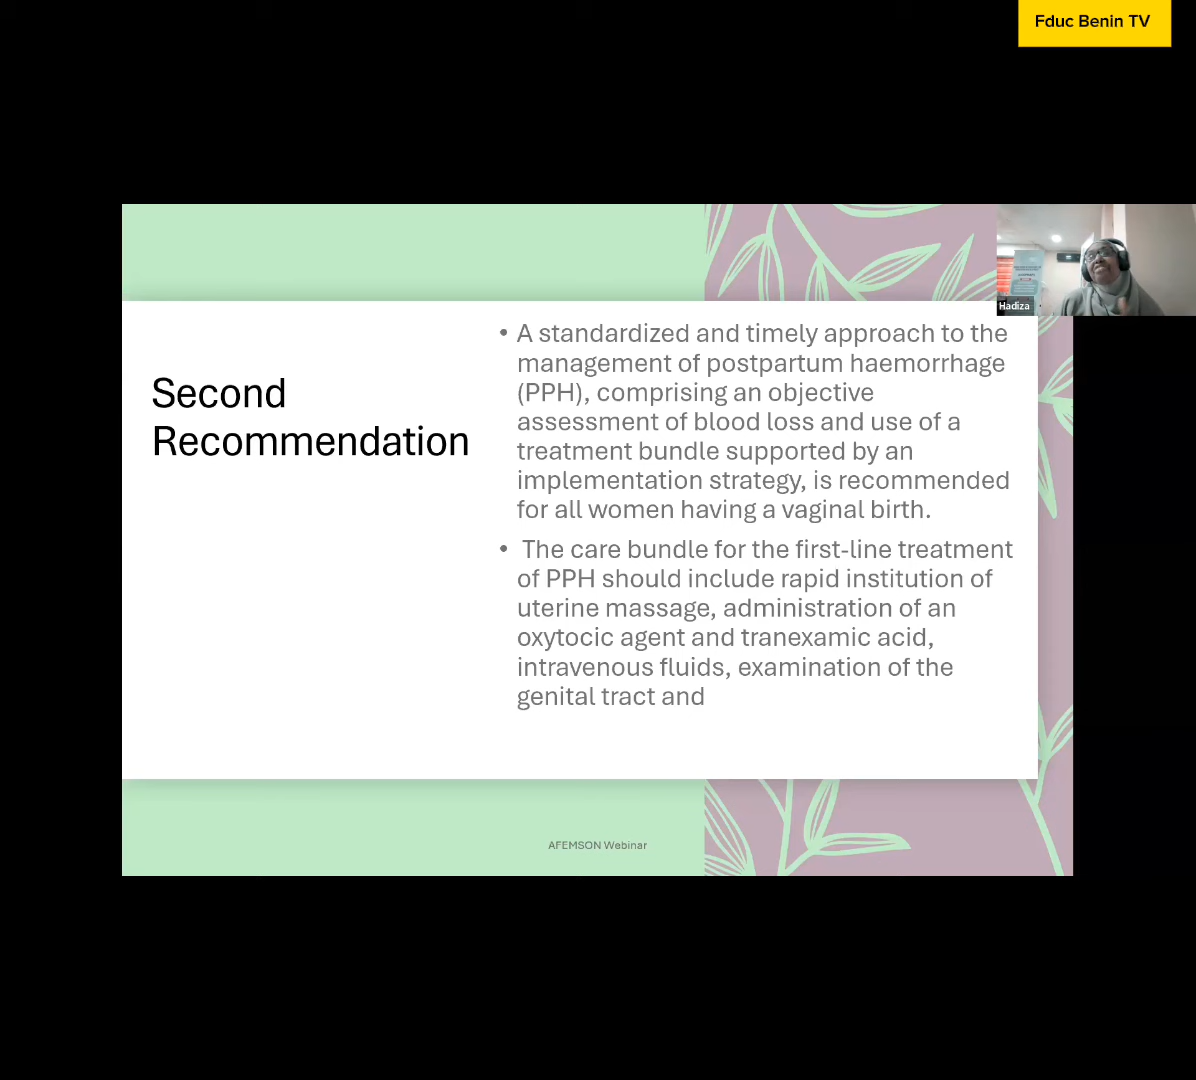 Fduc Benin TV
Hadiza
Second
Recommendation
• A standardized and timely approach to the
management of postpartum haemorrhage
(PPH), comprising an objective
assessment of blood loss and use of a
treatment bundle supported by an
implementation strategy, is recommended
for all women having a vaginal birth.
• The care bundle for the first-line treatment
of PPH should include rapid institution of
uterine massage, administration of an
oxytocic agent and tranexamic acid,
intravenous fluids, examination of the
genital tract and
AFEMSON Webinar